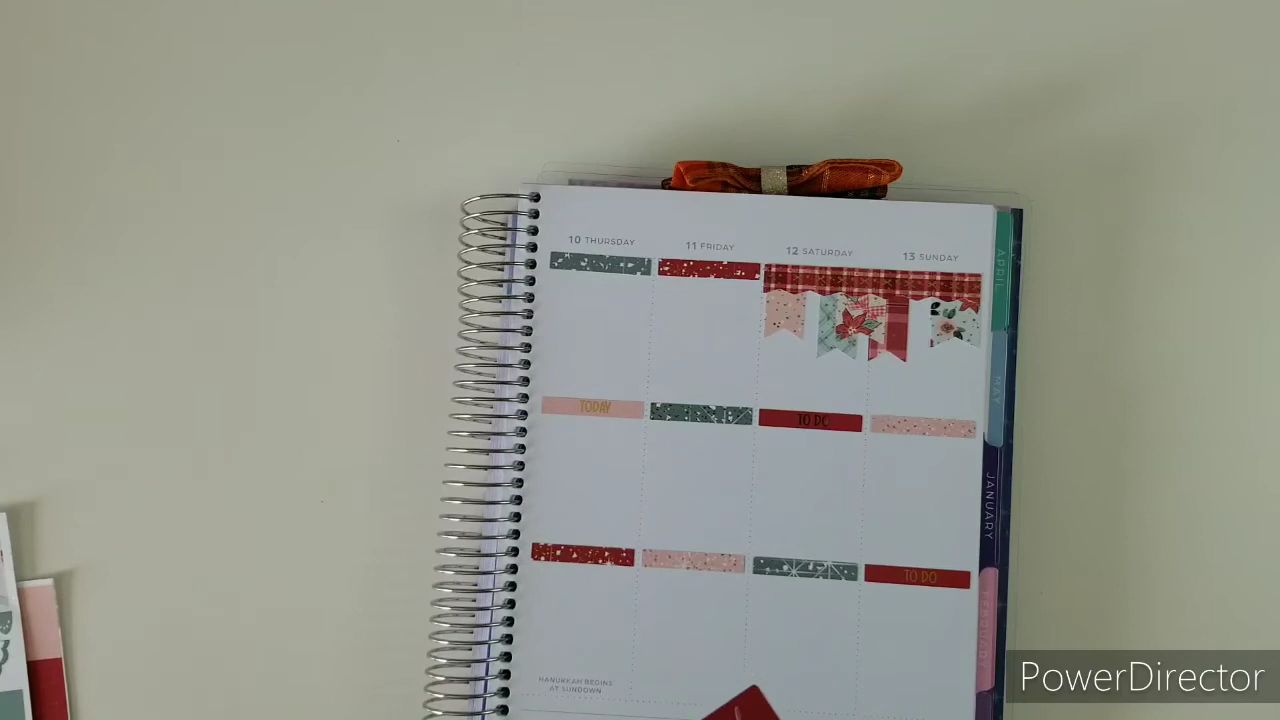 10 THURSDAY
11 FRIDAY
12 SATURDAY
13 SUNDAY
TODAY
TO DO
TO DO
HANUKKAH BEGINS
AT SUNDOWN
APRIL
MAY
JANUARY
FEBRUARY
PowerDirector